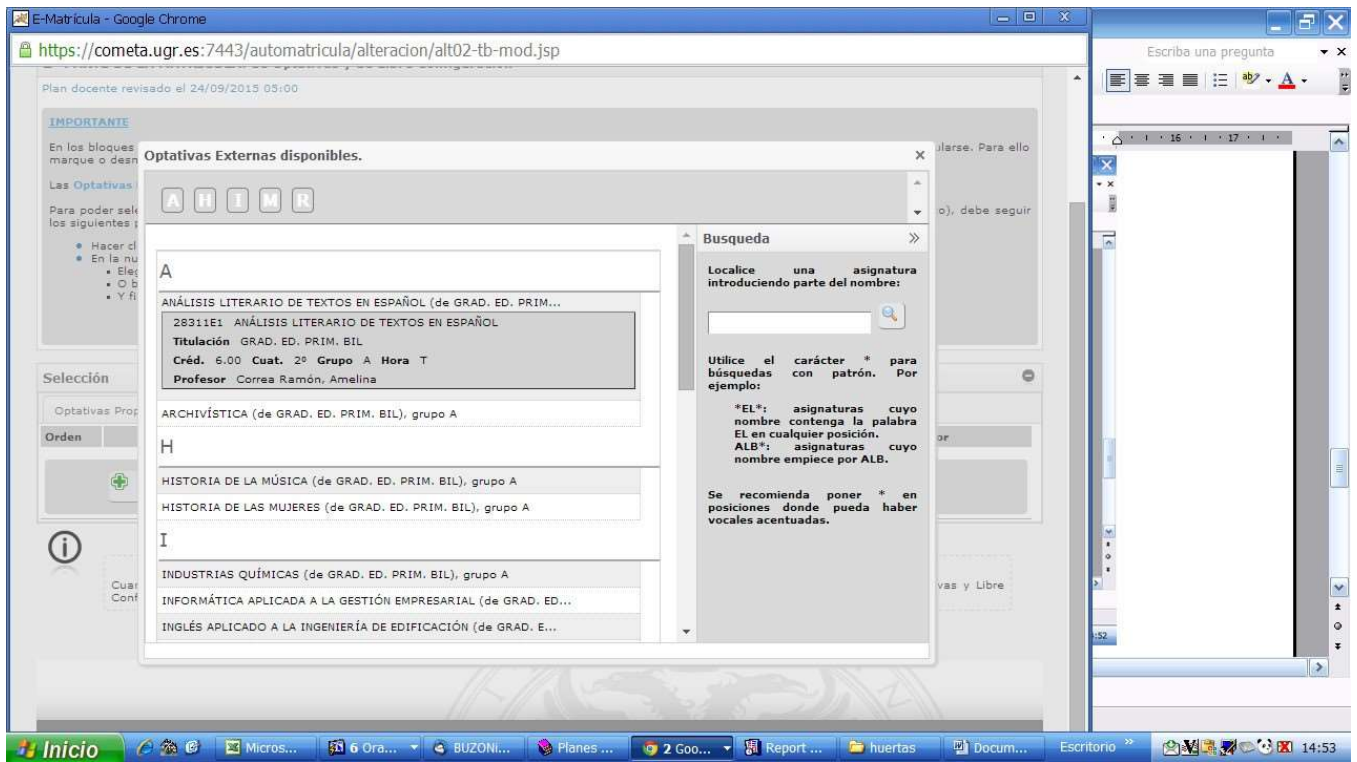 E-Matrícula - Google Chrome
https://cometa.ugr.es:7443/automatricula/alteracion/alt02-tb-mod.jsp
Escriba una pregunta
Plan docente revisado el 24/09/2015 05:00
IMPORTANTE
En los bloques
marque o desm
ularse. Para ello
Las Optativas
Para poder sele
los siguientes
o), debe seguir
Hacer cl
En la nu
Eleg
O b
Y fi
Optativas Externas disponibles.
A H I M R
A
ANÁLISIS LITERARIO DE TEXTOS EN ESPAÑOL (de GRAD. ED. PRIM...
28311E1 ANÁLISIS LITERARIO DE TEXTOS EN ESPAÑOL
Titulación GRAD. ED. PRIM. BIL
Créd. 6.00 Cuat. 2º Grupo A Hora T
Profesor Correa Ramón, Amelina
ARCHIVÍSTICA (de GRAD. ED. PRIM. BIL), grupo A
H
HISTORIA DE LA MÚSICA (de GRAD. ED. PRIM. BIL), grupo A
HISTORIA DE LAS MUJERES (de GRAD. ED. PRIM. BIL), grupo A
I
INDUSTRIAS QUÍMICAS (de GRAD. ED. PRIM. BIL), grupo A
INFORMÁTICA APLICADA A LA GESTIÓN EMPRESARIAL (de GRAD. ED...
INGLÉS APLICADO A LA INGENIERÍA DE EDIFICACIÓN (de GRAD. E...
Busqueda
Localice una asignatura
introduciendo parte del nombre:
Utilice el carácter * para
búsquedas con patrón. Por
ejemplo:
*EL*: asignaturas cuyo
nombre contenga la palabra
EL en cualquier posición.
ALB*: asignaturas cuyo
nombre empiece por ALB.
Se recomienda poner * en
posiciones donde pueda haber
vocales acentuadas.
Selección
Optativas Prop
Orden
or
Cuar
Conf
vas y Libre
16 17
:52
Inicio Micros... 6 Ora... BUZONi... Planes ... 2 Goo... Report ... huertas Docum... Escritorio 14:53